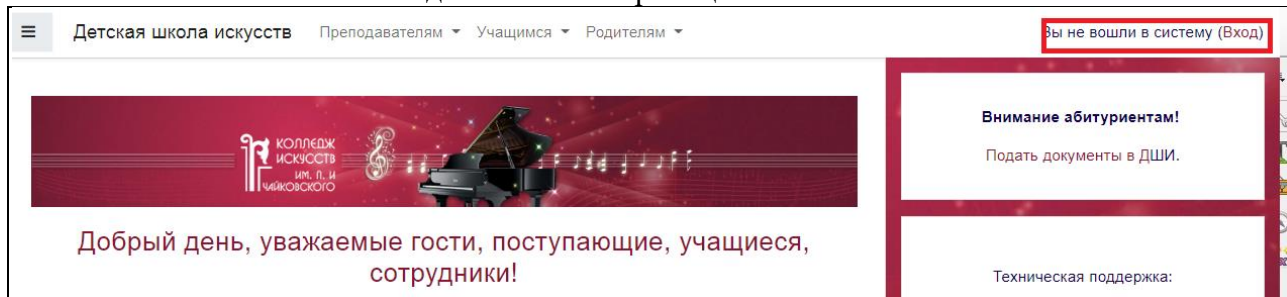 Детская школа искусств Преподавателям Учащимся Родителям Вы не вошли в систему (Вход)
КОЛЛЕДЖ
ИСКУССТВ
ИМ. П. И
ЧАЙКОВСКОГО
Добрый день, уважаемые гости, поступающие, учащиеся,
сотрудники!
Внимание абитуриентам!
Подать документы в ДШИ.
Техническая поддержка: